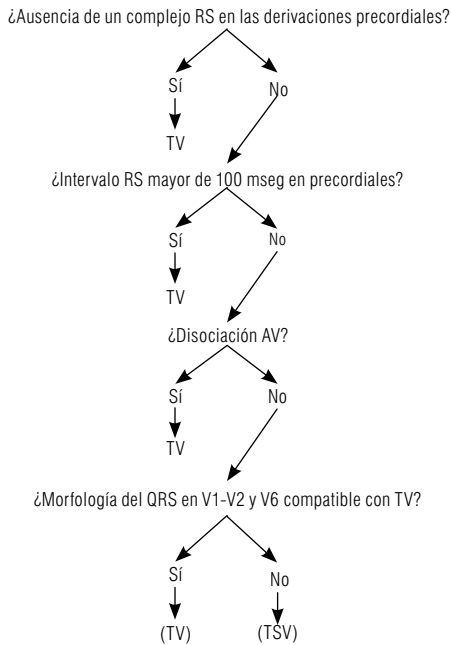 ¿Ausencia de un complejo RS en las derivaciones precordiales?
Sí
No
TV
¿Intervalo RS mayor de 100 mseg en precordiales?
Sí
No
TV
¿Disociación AV?
Sí
No
TV
¿Morfología del QRS en V1-V2 y V6 compatible con TV?
Sí
No
(TV)
(TSV)